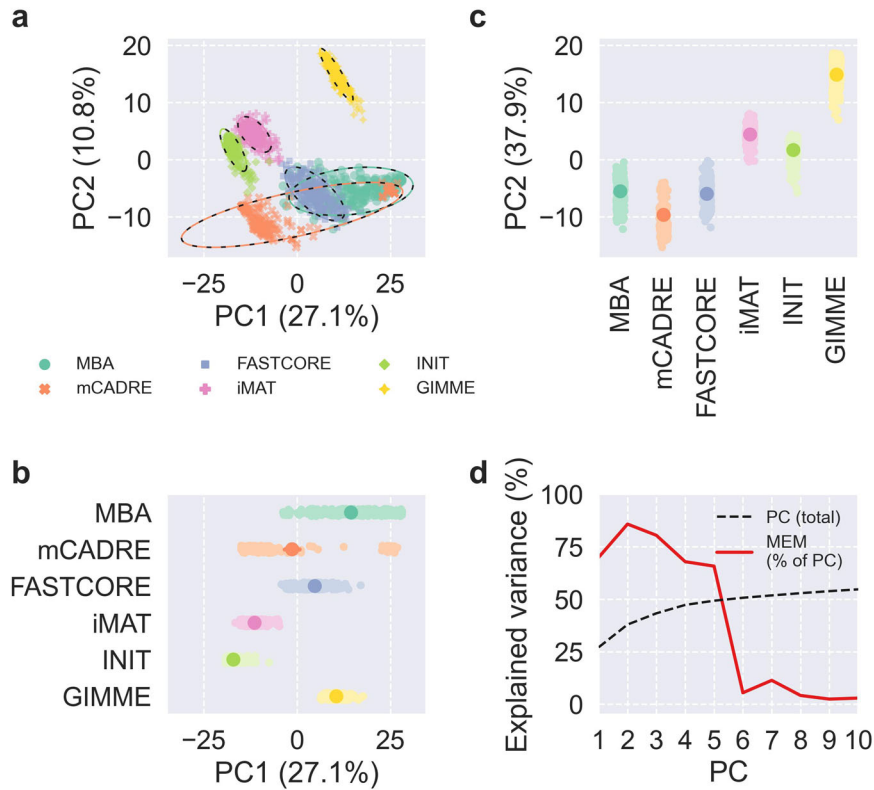 a
20
10
0
−10
PC2 (10.8%)
−25
0
25
PC1 (27.1%)
MBA
FASTCORE
INIT
mCADRE
iMAT
GIMME
c
20
10
0
−10
PC2 (37.9%)
MBA
mCADRE
FASTCORE
iMAT
INIT
GIMME
b
MBA
mCADRE
FASTCORE
iMAT
INIT
GIMME
−25
0
25
PC1 (27.1%)
d
100
75
50
25
0
Explained variance (%)
PC (total)
MEM
(% of PC)
1 2 3 4 5 6 7 8 9 10
PC